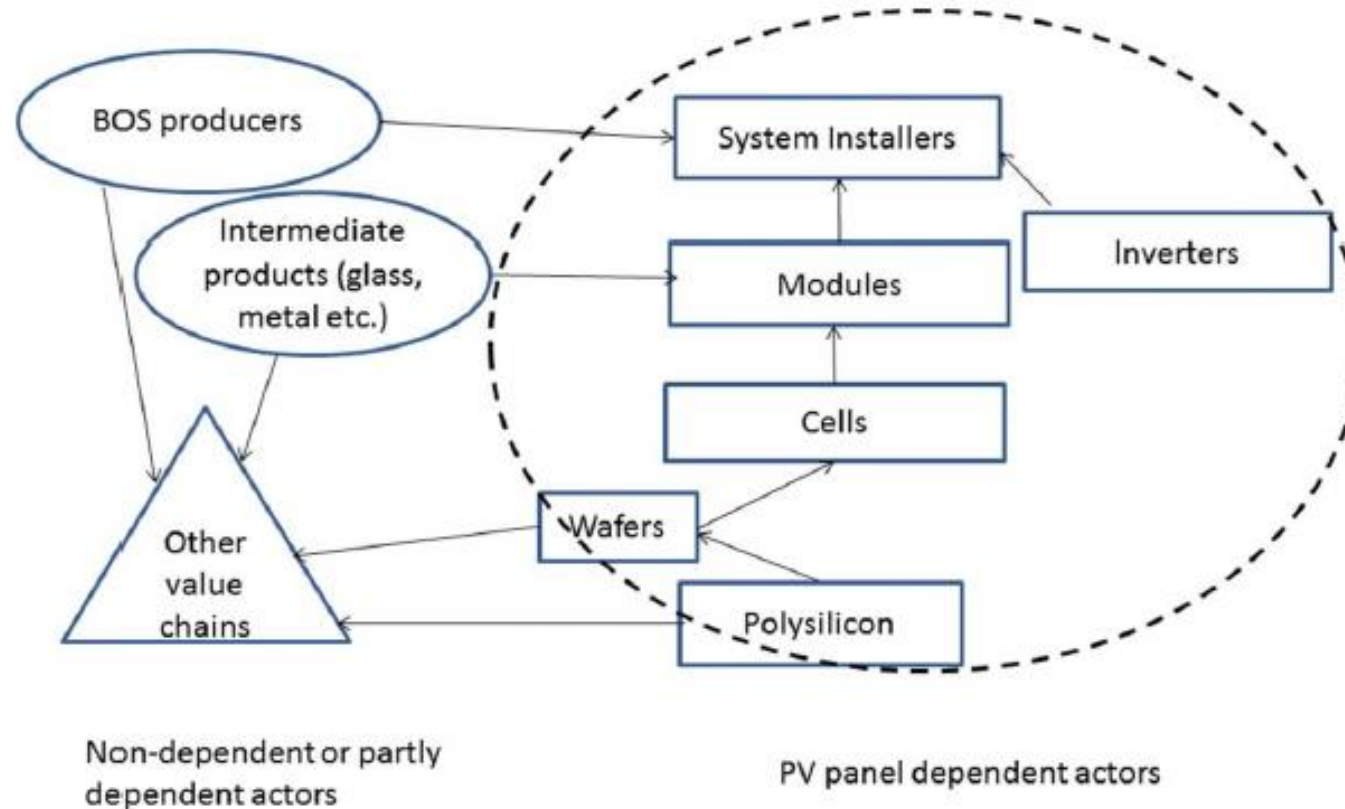 BOS producers
System Installers
Intermediate
products (glass,
metal etc.)
Inverters
Modules
Cells
Wafers
Other
value
chains
Polysilicon
Non-dependent or partly
dependent actors
PV panel dependent actors